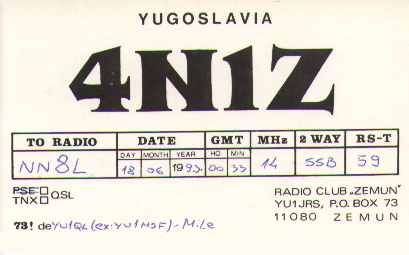 YUGOSLAVIA
4N1Z
TO RADIO DATE GMT MHz 2 WAY RS-T
DAY MONTH YEAR HO MIN
NN8L 18 06 1993. 00 33 14 SSB 59
PSE QSL
TNX
RADIO CLUB „ZEMUN"
YU1JRS, P.O. BOX 73
11080 ZEMUN
73! de YU1QL (ex: YU1MSF) - Mile